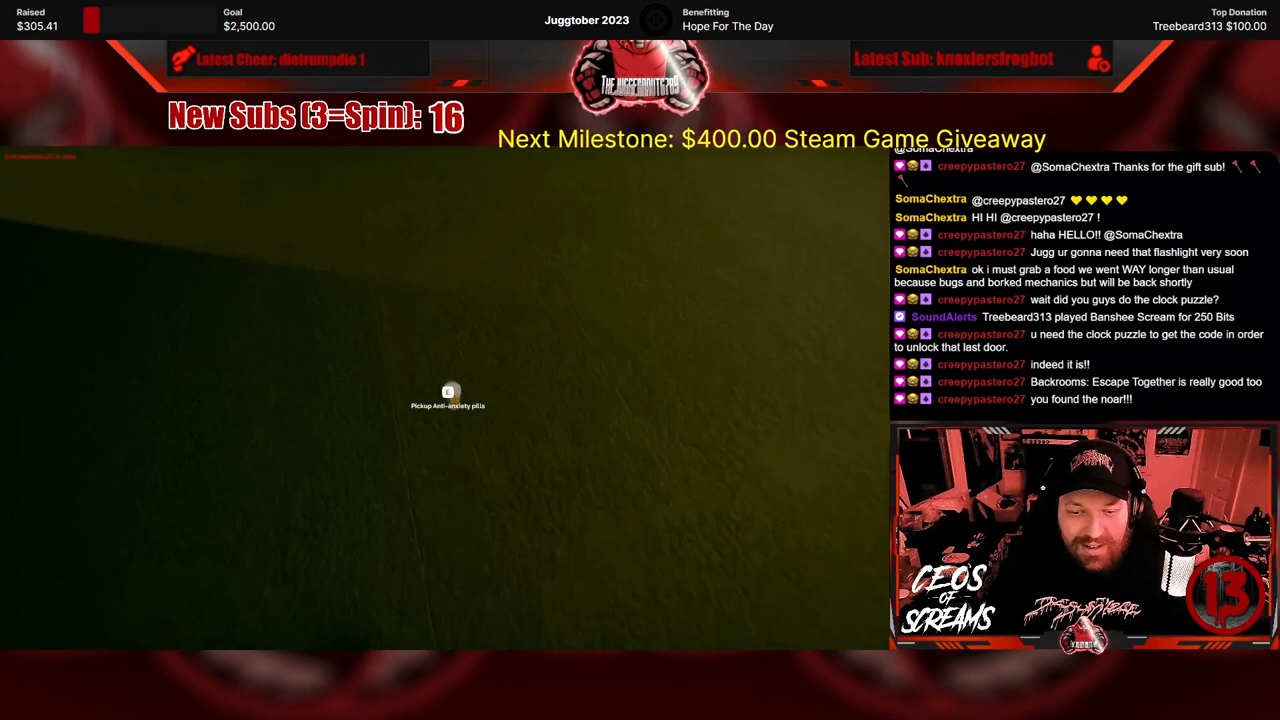 Raised
$305.41
Goal
$2,500.00
Juggtober 2023
Benefitting
Hope For The Day
Top Donation
Treebeard313 $100.00
Latest Cheer: dietrumpdie 1
THEJUGGERNAUT6789
Latest Sub: knoxiersfrogbot
New Subs (3=Spin): 16
Next Milestone: $400.00 Steam Game Giveaway
@SomaChextra
creepypastero27 @SomaChextra Thanks for the gift sub!
SomaChextra @creepypastero27
SomaChextra HI HI @creepypastero27 !
creepypastero27 haha HELLO!! @SomaChextra
creepypastero27 Jugg ur gonna need that flashlight very soon
SomaChextra ok i must grab a food we went WAY longer than usual
because bugs and borked mechanics but will be back shortly
creepypastero27 wait did you guys do the clock puzzle?
SoundAlerts Treebeard313 played Banshee Scream for 250 Bits
creepypastero27 u need the clock puzzle to get the code in order
to unlock that last door.
creepypastero27 indeed it is!!
creepypastero27 Backrooms: Escape Together is really good too
creepypastero27 you found the noar!!!
E
Pickup Anti-anxiety pills
CEOS
OF
SCREAMS
13